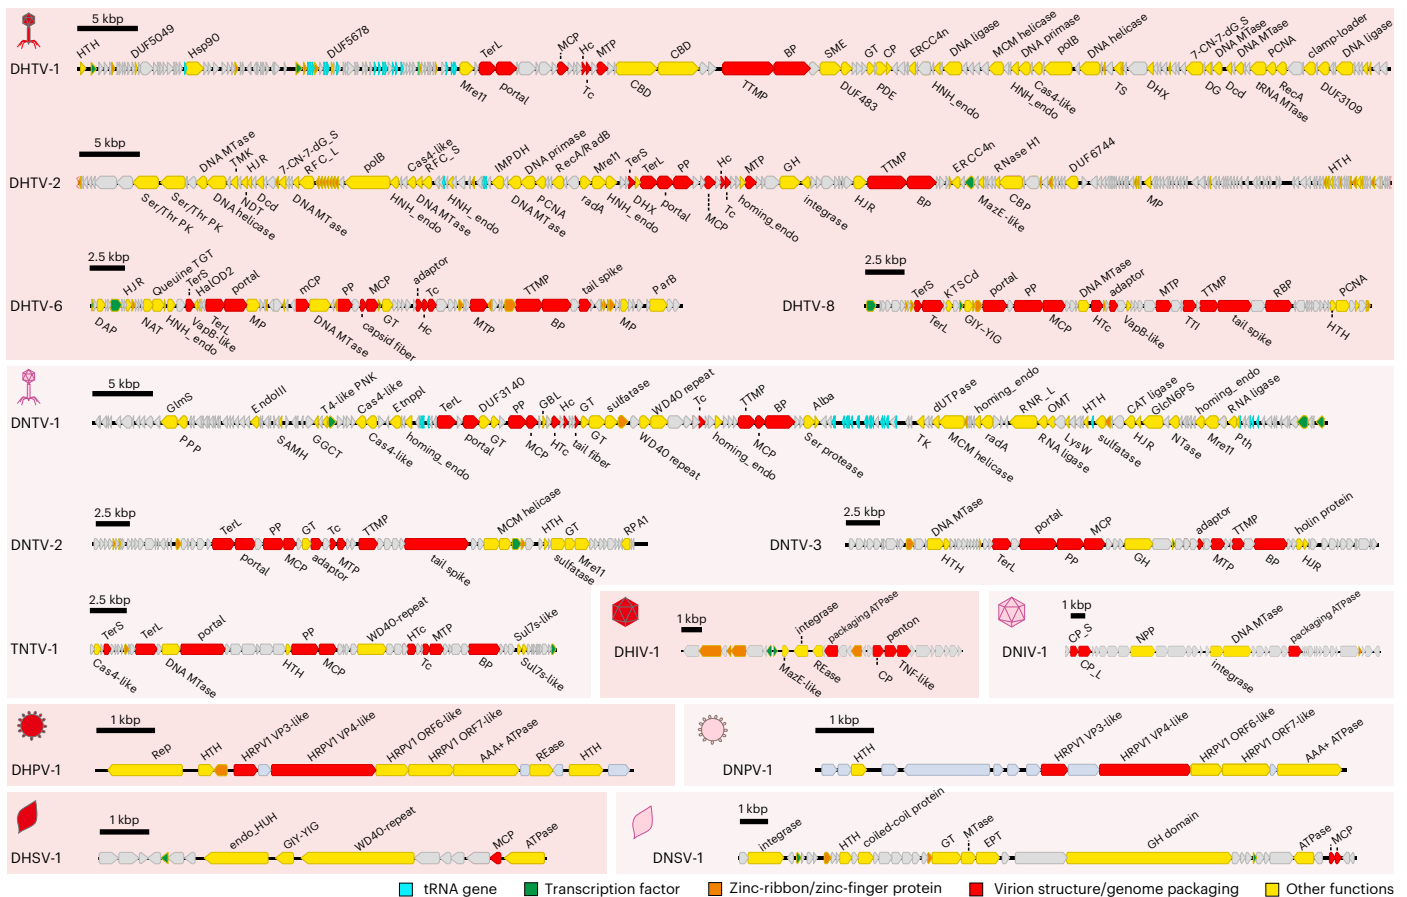 5 kbp
HTH DUF5049 Hsp90 DUF5678 TerL MCP Hc MTP CBD BP SME GT CP ERCC4n DNA ligase MCM helicase DNA primase polB DNA helicase 7-CN-7-dG_S DNA MTase DNA MTase PCNA clamp-loader DNA ligase
DHTV-1
Mre11 portal Tc CBD TTMP DUF483 PDE HNH_endo HNH_endo Cas4-like TS DHX DG Dcd tRNA MTase RecA DUF3109
5 kbp
DNA MTase TMK HJR 7-CN-7-dG_S RFC_L polB Cas4-like RFC_S IMPDH DNA primase RecA/RadB Mre11 TerS TerL PP Hc MTP GH TTMP ERCC4n RNase H1 DUF6744 HTH
DHTV-2
Ser/Thr PK Ser/Thr PK DNA helicase NDT Dcd DNA MTase HNH_endo DNA MTase HNH_endo DNA MTase PCNA radA HNH_endo DHX portal MCP Tc homing_endo integrase HJR BP MazE-like CBP MP
2.5 kbp
HJR Queuine TGT TerS HalOD2 portal mCP PP MCP adaptor Tc TTMP tail spike ParB
DHTV-6
DAP NAT HNH_endo VapB-like TerL MP DNA MTase capsid fiber GT Hc MTP BP MP
2.5 kbp
TerS KTSCd portal PP DNA MTase adaptor MTP TTMP RBP PCNA
DHTV-8
TerL GIY-YIG MCP HTc VapB-like TTI tail spike HTH
5 kbp
GlmS EndoIII T4-like PNK Cas4-like Etnppl TerL DUF3140 PP GBL Hc GT sulfatase WD40 repeat Tc TTMP BP Alba dUTPase homing_endo RNR_L OMT HTH CAT ligase GlcN6PS homing_endo RNA ligase
DNTV-1
PPP SAMH GGCT Cas4-like homing_endo portal GT MCP HTc tail fiber GT WD40 repeat homing_endo MCP Ser protease TK MCM helicase radA RNA ligase LysW sulfatase HJR NTase Mre11 Pth
2.5 kbp
TerL PP GT Tc TTMP MCM helicase HTH GT RPA1
DNTV-2
portal MCP adaptor MTP tail spike sulfatase Mre11
2.5 kbp
DNA MTase portal MCP adaptor TTMP holin protein
DNTV-3
HTH TerL PP GH MTP BP HJR
2.5 kbp
TerS TerL portal PP WD40-repeat HTc MTP Sul7s-like
TNTV-1
Cas4-like DNA MTase HTH MCP Tc BP Sul7s-like
1 kbp
integrase packaging ATPase penton
DHIV-1
MazE-like REase CP TNF-like
1 kbp
CP_S NPP DNA MTase packaging ATPase
DNIV-1
CP_L integrase
1 kbp
Rep HTH HRPV1 VP3-like HRPV1 VP4-like HRPV1 ORF6-like HRPV1 ORF7-like AAA+ ATPase REase HTH
DHPV-1
1 kbp
HTH HRPV1 VP3-like HRPV1 VP4-like HRPV1 ORF6-like HRPV1 ORF7-like AAA+ ATPase
DNPV-1
1 kbp
endo_HUH GIY-YIG WD40-repeat MCP ATPase
DHSV-1
1 kbp
integrase HTH coiled-coil protein GT MTase EPT GH domain ATPase MCP
DNSV-1
tRNA gene Transcription factor Zinc-ribbon/zinc-finger protein Virion structure/genome packaging Other functions